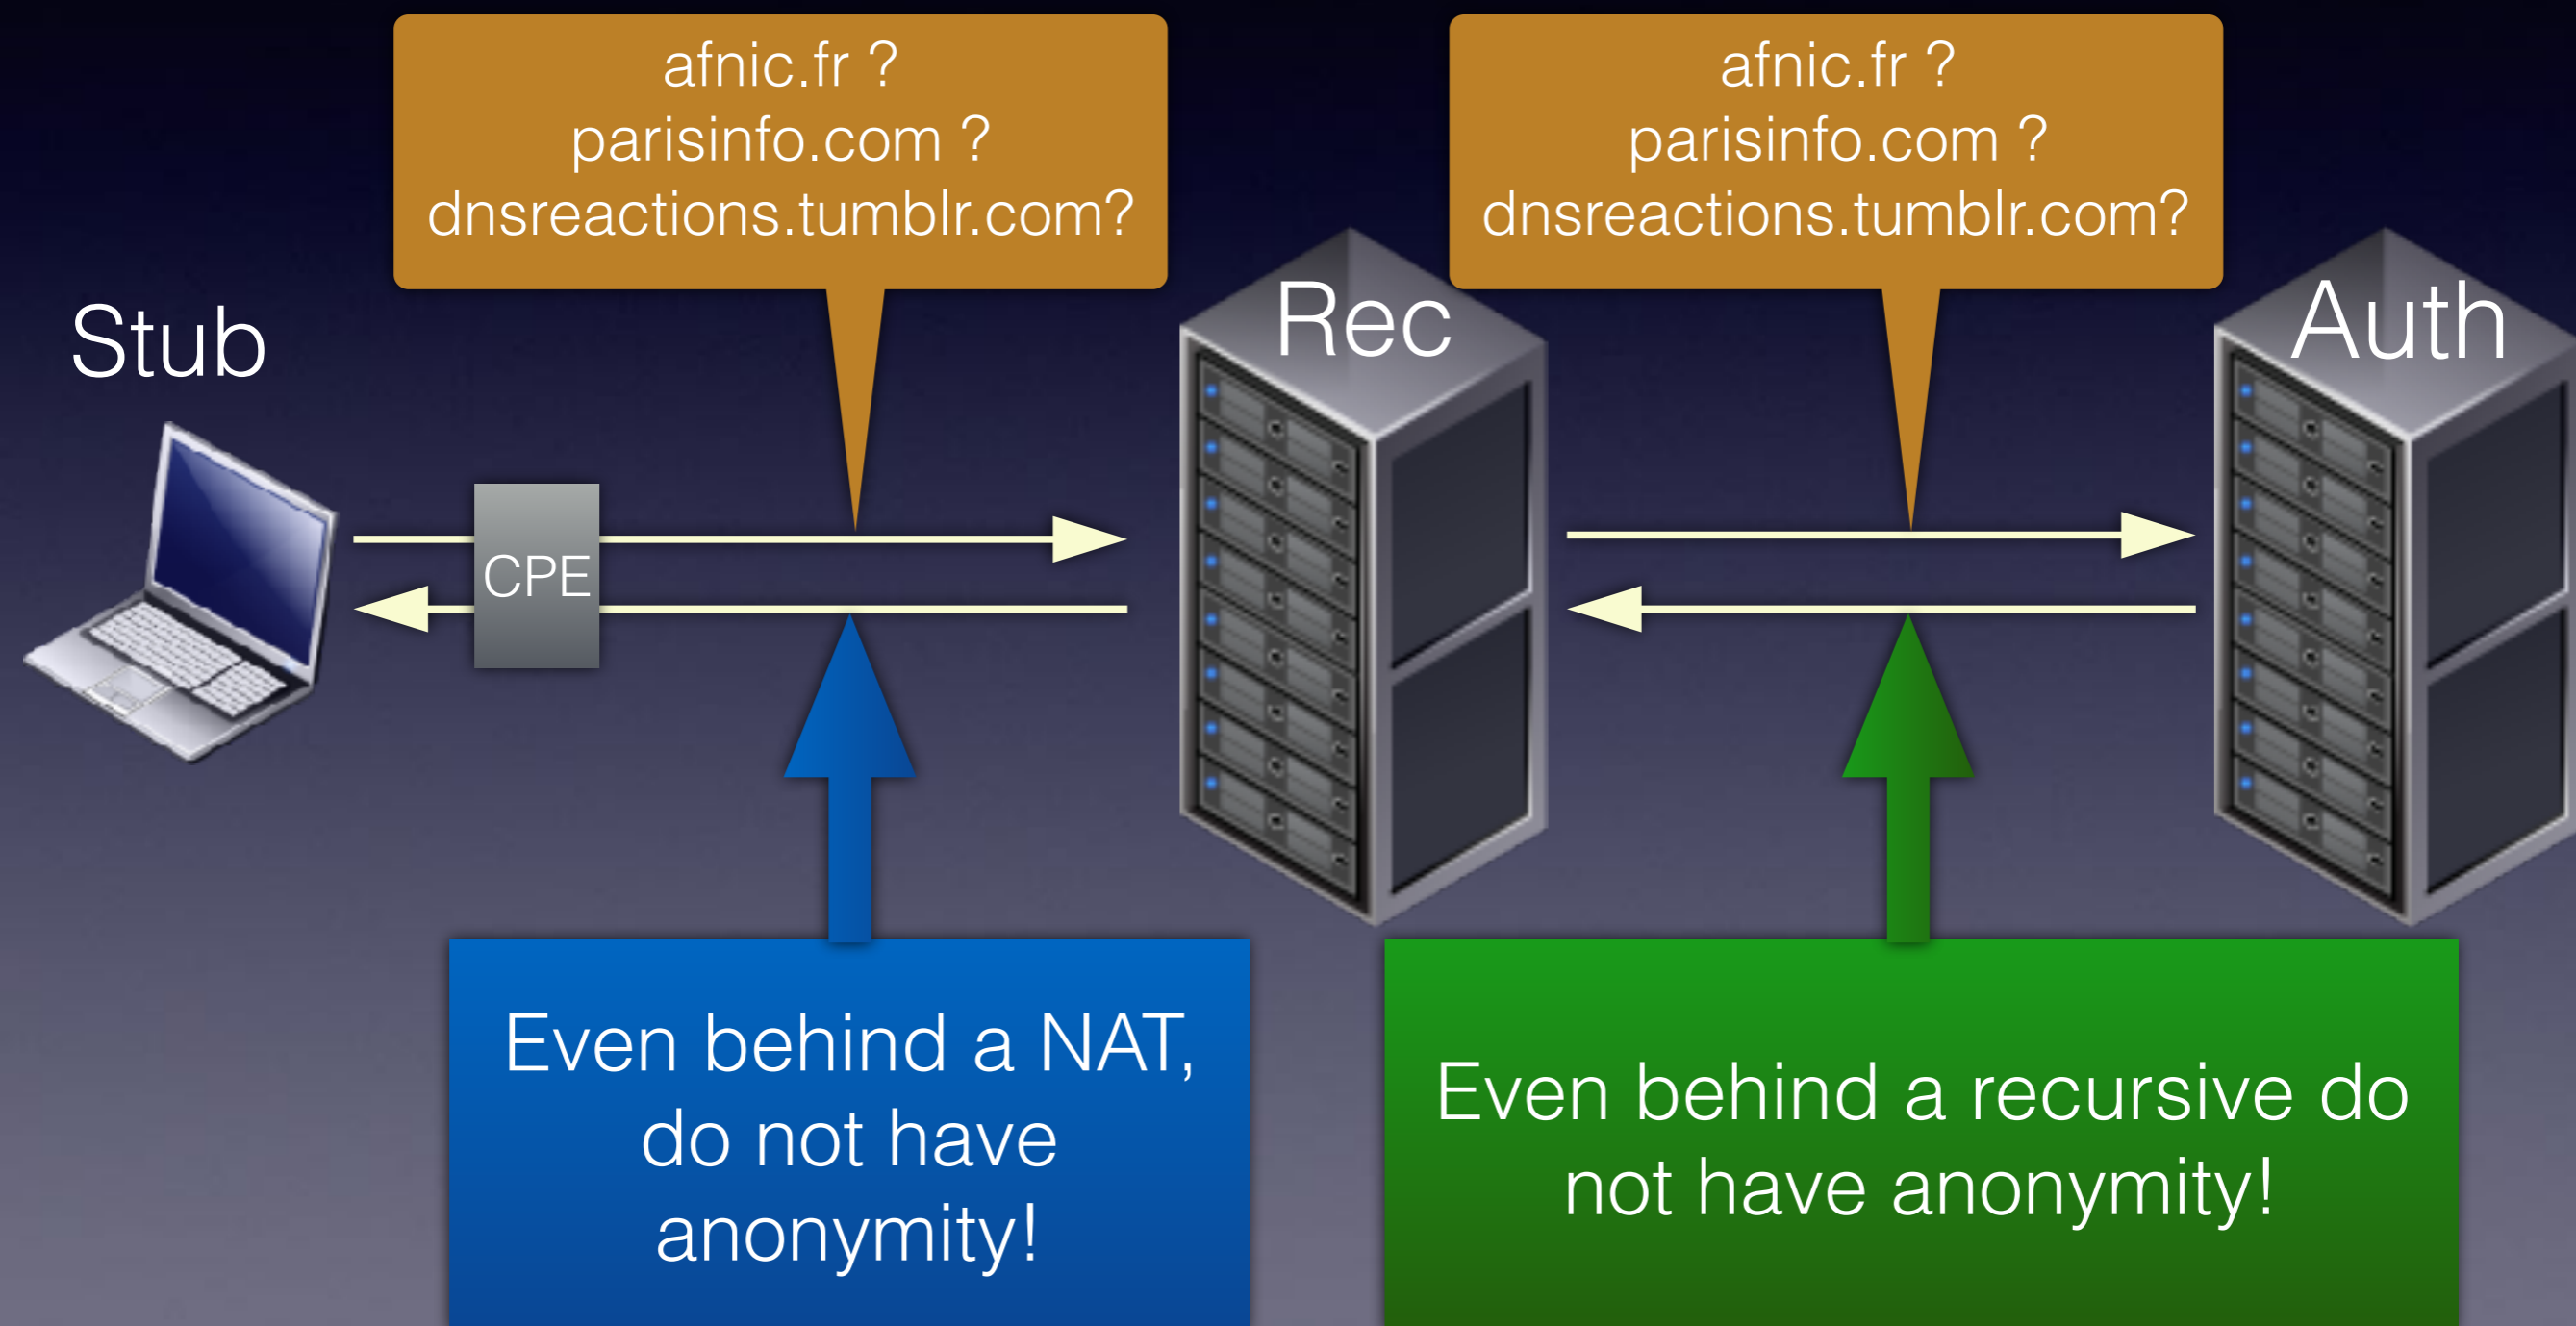 afnic.fr ?
parisinfo.com ?
dnsreactions.tumblr.com?
afnic.fr ?
parisinfo.com ?
dnsreactions.tumblr.com?
Stub
Rec
Auth
CPE
Even behind a NAT,
do not have
anonymity!
Even behind a recursive do
not have anonymity!